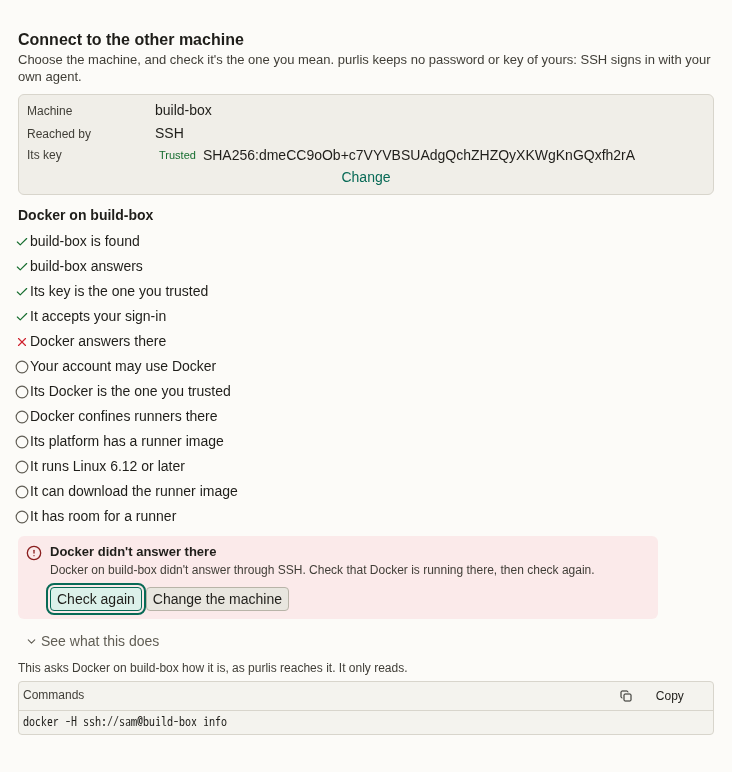 Connect to the other machine
Choose the machine, and check it's the one you mean. purlis keeps no password or key of yours: SSH signs in with your
own agent.
Machine build-box
Reached by SSH
Its key Trusted SHA256:dmeCC9oOb+c7VYVBSUAdgQchZHZQyXKWgKnGQxfh2rA
Change
Docker on build-box
build-box is found
build-box answers
Its key is the one you trusted
It accepts your sign-in
Docker answers there
Your account may use Docker
Its Docker is the one you trusted
Docker confines runners there
Its platform has a runner image
It runs Linux 6.12 or later
It can download the runner image
It has room for a runner
Docker didn't answer there
Docker on build-box didn't answer through SSH. Check that Docker is running there, then check again.
Check again Change the machine
See what this does
This asks Docker on build-box how it is, as purlis reaches it. It only reads.
Commands Copy
docker -H ssh://sam@build-box info